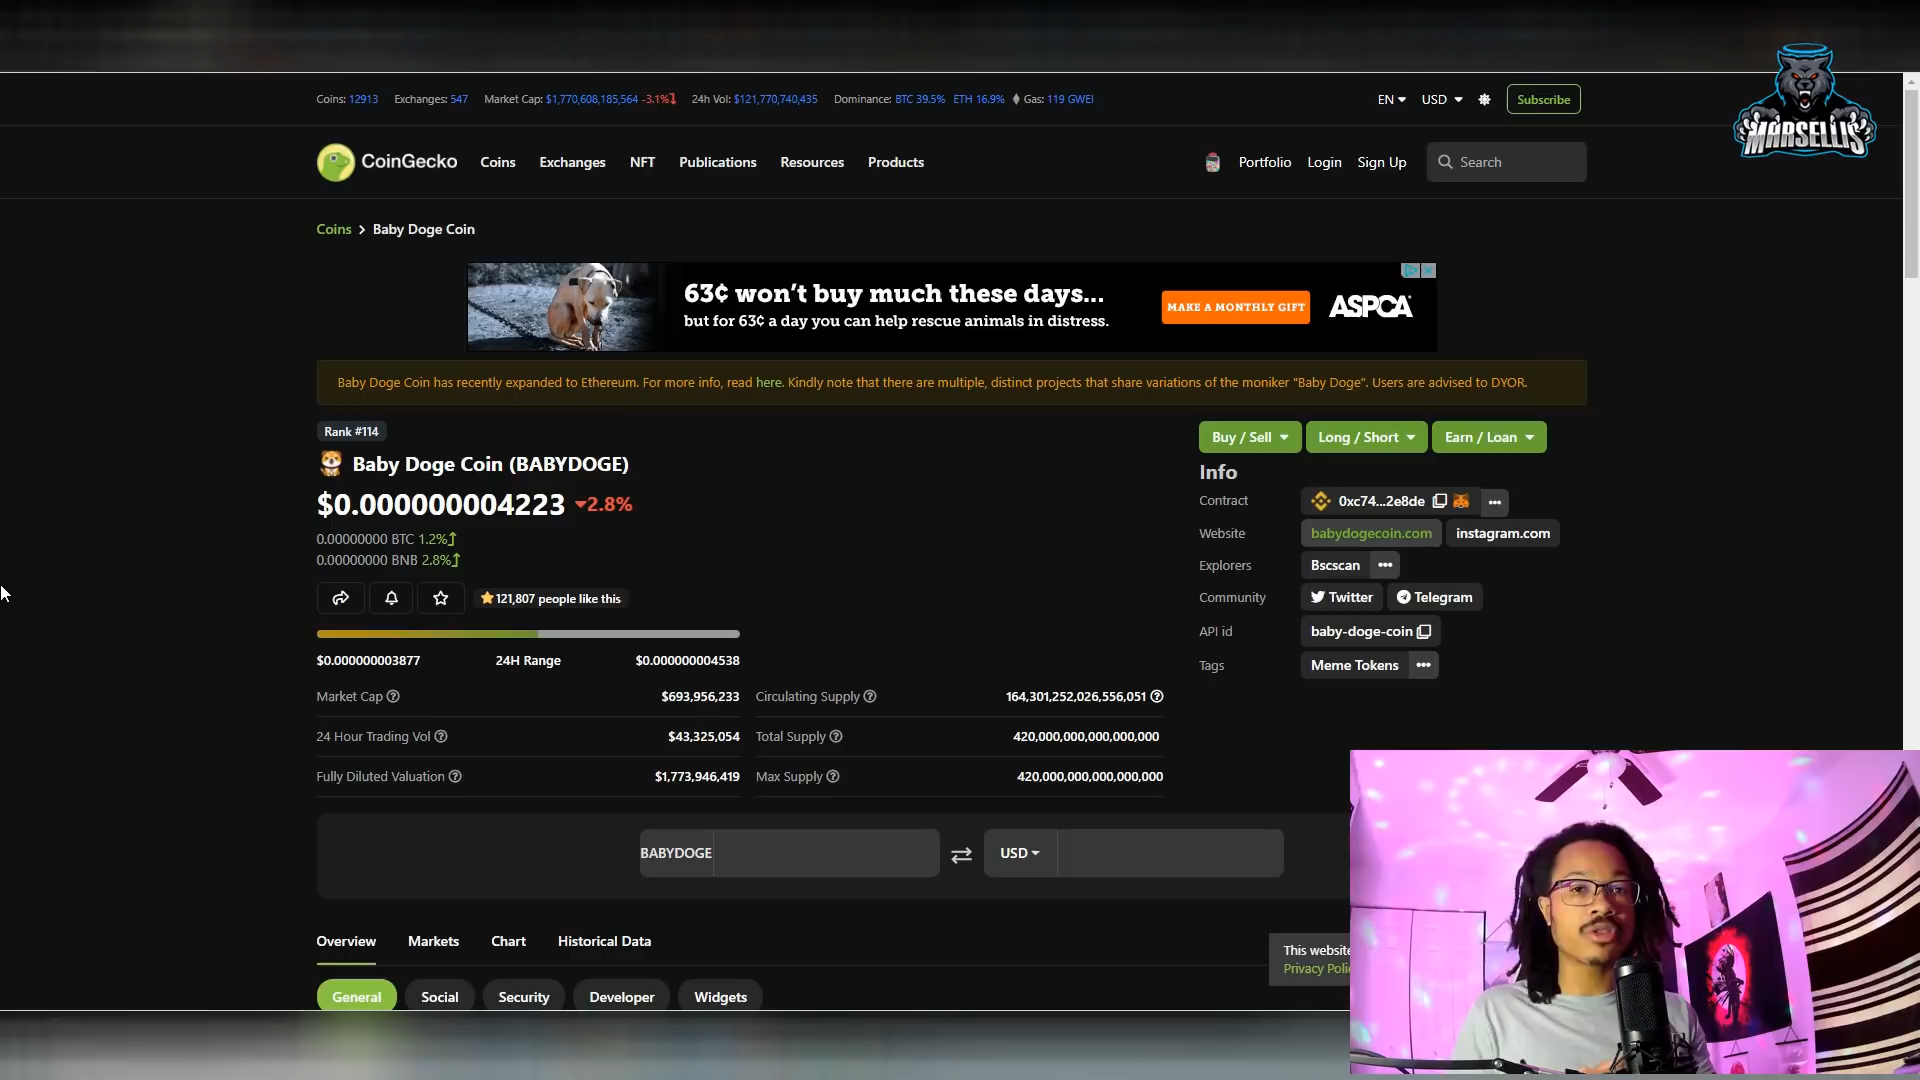 Coins: 12913 Exchanges: 547 Market Cap: $1,770,608,185,564 -3.1% 24h Vol: $121,770,740,435 Dominance: BTC 39.5% ETH 16.9% Gas: 119 GWEI
EN USD Subscribe
MARSELLIS
CoinGecko Coins Exchanges NFT Publications Resources Products Portfolio Login Sign Up Search
Coins > Baby Doge Coin
63¢ won't buy much these days...
but for 63¢ a day you can help rescue animals in distress.
MAKE A MONTHLY GIFT ASPCA
Baby Doge Coin has recently expanded to Ethereum. For more info, read here. Kindly note that there are multiple, distinct projects that share variations of the moniker "Baby Doge". Users are advised to DYOR.
Rank #114
Baby Doge Coin (BABYDOGE)
$0.000000004223 2.8%
0.00000000 BTC 1.2%
0.00000000 BNB 2.8%
121,807 people like this
$0.000000003877 24H Range $0.000000004538
Market Cap $693,956,233 Circulating Supply 164,301,252,026,556,051
24 Hour Trading Vol $43,325,054 Total Supply 420,000,000,000,000,000
Fully Diluted Valuation $1,773,946,419 Max Supply 420,000,000,000,000,000
Buy / Sell Long / Short Earn / Loan
Info
Contract 0xc74...2e8de
Website babydogecoin.com instagram.com
Explorers Bscscan
Community Twitter Telegram
API id baby-doge-coin
Tags Meme Tokens
BABYDOGE USD
Overview Markets Chart Historical Data
General Social Security Developer Widgets
This website
Privacy Poli